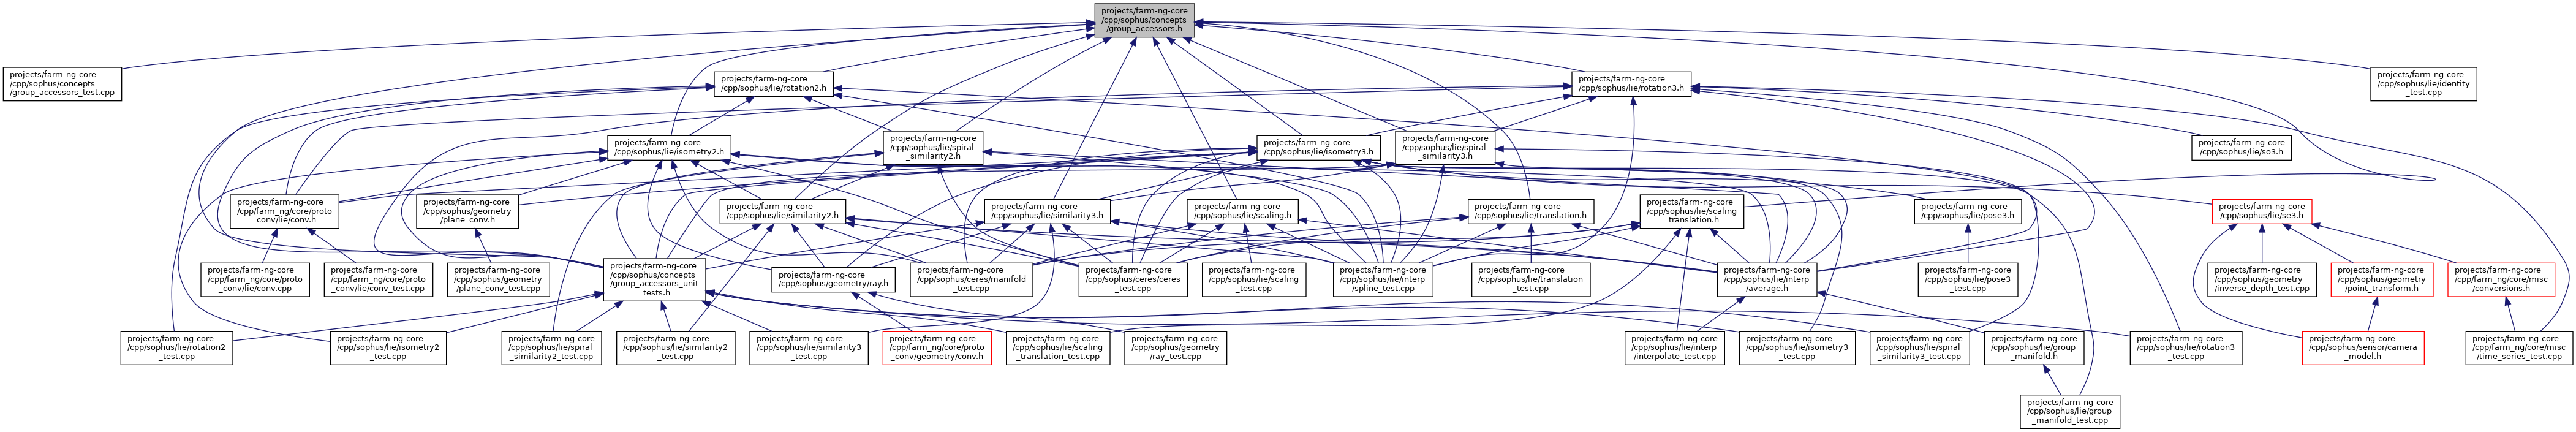 projects/farm-ng-core
/cpp/sophus/concepts
/group_accessors.h
projects/farm-ng-core
/cpp/sophus/concepts
/group_accessors_test.cpp
projects/farm-ng-core
/cpp/sophus/lie/rotation2.h
projects/farm-ng-core
/cpp/sophus/lie/rotation3.h
projects/farm-ng-core
/cpp/sophus/lie/identity
_test.cpp
projects/farm-ng-core
/cpp/sophus/lie/isometry2.h
projects/farm-ng-core
/cpp/sophus/lie/spiral
_similarity2.h
projects/farm-ng-core
/cpp/sophus/lie/isometry3.h
projects/farm-ng-core
/cpp/sophus/lie/spiral
_similarity3.h
projects/farm-ng-core
/cpp/sophus/lie/so3.h
projects/farm-ng-core
/cpp/farm_ng/core/proto
_conv/lie/conv.h
projects/farm-ng-core
/cpp/sophus/geometry
/plane_conv.h
projects/farm-ng-core
/cpp/sophus/lie/similarity2.h
projects/farm-ng-core
/cpp/sophus/lie/similarity3.h
projects/farm-ng-core
/cpp/sophus/lie/scaling.h
projects/farm-ng-core
/cpp/sophus/lie/translation.h
projects/farm-ng-core
/cpp/sophus/lie/scaling
_translation.h
projects/farm-ng-core
/cpp/sophus/lie/pose3.h
projects/farm-ng-core
/cpp/sophus/lie/se3.h
projects/farm-ng-core
/cpp/farm_ng/core/proto
_conv/lie/conv.cpp
projects/farm-ng-core
/cpp/farm_ng/core/proto
_conv/lie/conv_test.cpp
projects/farm-ng-core
/cpp/sophus/geometry
/plane_conv_test.cpp
projects/farm-ng-core
/cpp/sophus/concepts
/group_accessors_unit
_tests.h
projects/farm-ng-core
/cpp/sophus/geometry/ray.h
projects/farm-ng-core
/cpp/sophus/ceres/manifold
_test.cpp
projects/farm-ng-core
/cpp/sophus/ceres/ceres
_test.cpp
projects/farm-ng-core
/cpp/sophus/lie/scaling
_test.cpp
projects/farm-ng-core
/cpp/sophus/lie/interp
/spline_test.cpp
projects/farm-ng-core
/cpp/sophus/lie/translation
_test.cpp
projects/farm-ng-core
/cpp/sophus/lie/interp
/average.h
projects/farm-ng-core
/cpp/sophus/lie/pose3
_test.cpp
projects/farm-ng-core
/cpp/sophus/geometry
/inverse_depth_test.cpp
projects/farm-ng-core
/cpp/sophus/geometry
/point_transform.h
projects/farm-ng-core
/cpp/farm_ng/core/misc
/conversions.h
projects/farm-ng-core
/cpp/sophus/lie/rotation2
_test.cpp
projects/farm-ng-core
/cpp/sophus/lie/isometry2
_test.cpp
projects/farm-ng-core
/cpp/sophus/lie/spiral
_similarity2_test.cpp
projects/farm-ng-core
/cpp/sophus/lie/similarity2
_test.cpp
projects/farm-ng-core
/cpp/sophus/lie/similarity3
_test.cpp
projects/farm-ng-core
/cpp/farm_ng/core/proto
_conv/geometry/conv.h
projects/farm-ng-core
/cpp/sophus/lie/scaling
_translation_test.cpp
projects/farm-ng-core
/cpp/sophus/geometry
/ray_test.cpp
projects/farm-ng-core
/cpp/sophus/lie/interp
/interpolate_test.cpp
projects/farm-ng-core
/cpp/sophus/lie/isometry3
_test.cpp
projects/farm-ng-core
/cpp/sophus/lie/spiral
_similarity3_test.cpp
projects/farm-ng-core
/cpp/sophus/lie/group
_manifold.h
projects/farm-ng-core
/cpp/sophus/lie/rotation3
_test.cpp
projects/farm-ng-core
/cpp/sophus/sensor/camera
_model.h
projects/farm-ng-core
/cpp/farm_ng/core/misc
/time_series_test.cpp
projects/farm-ng-core
/cpp/sophus/lie/group
_manifold_test.cpp